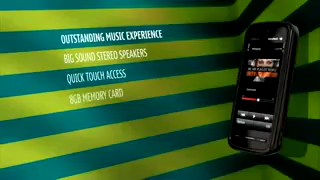 OUTSTANDING MUSIC EXPERIENCE
BIG SOUND STEREO SPEAKERS
QUICK TOUCH ACCESS
8GB MEMORY CARD